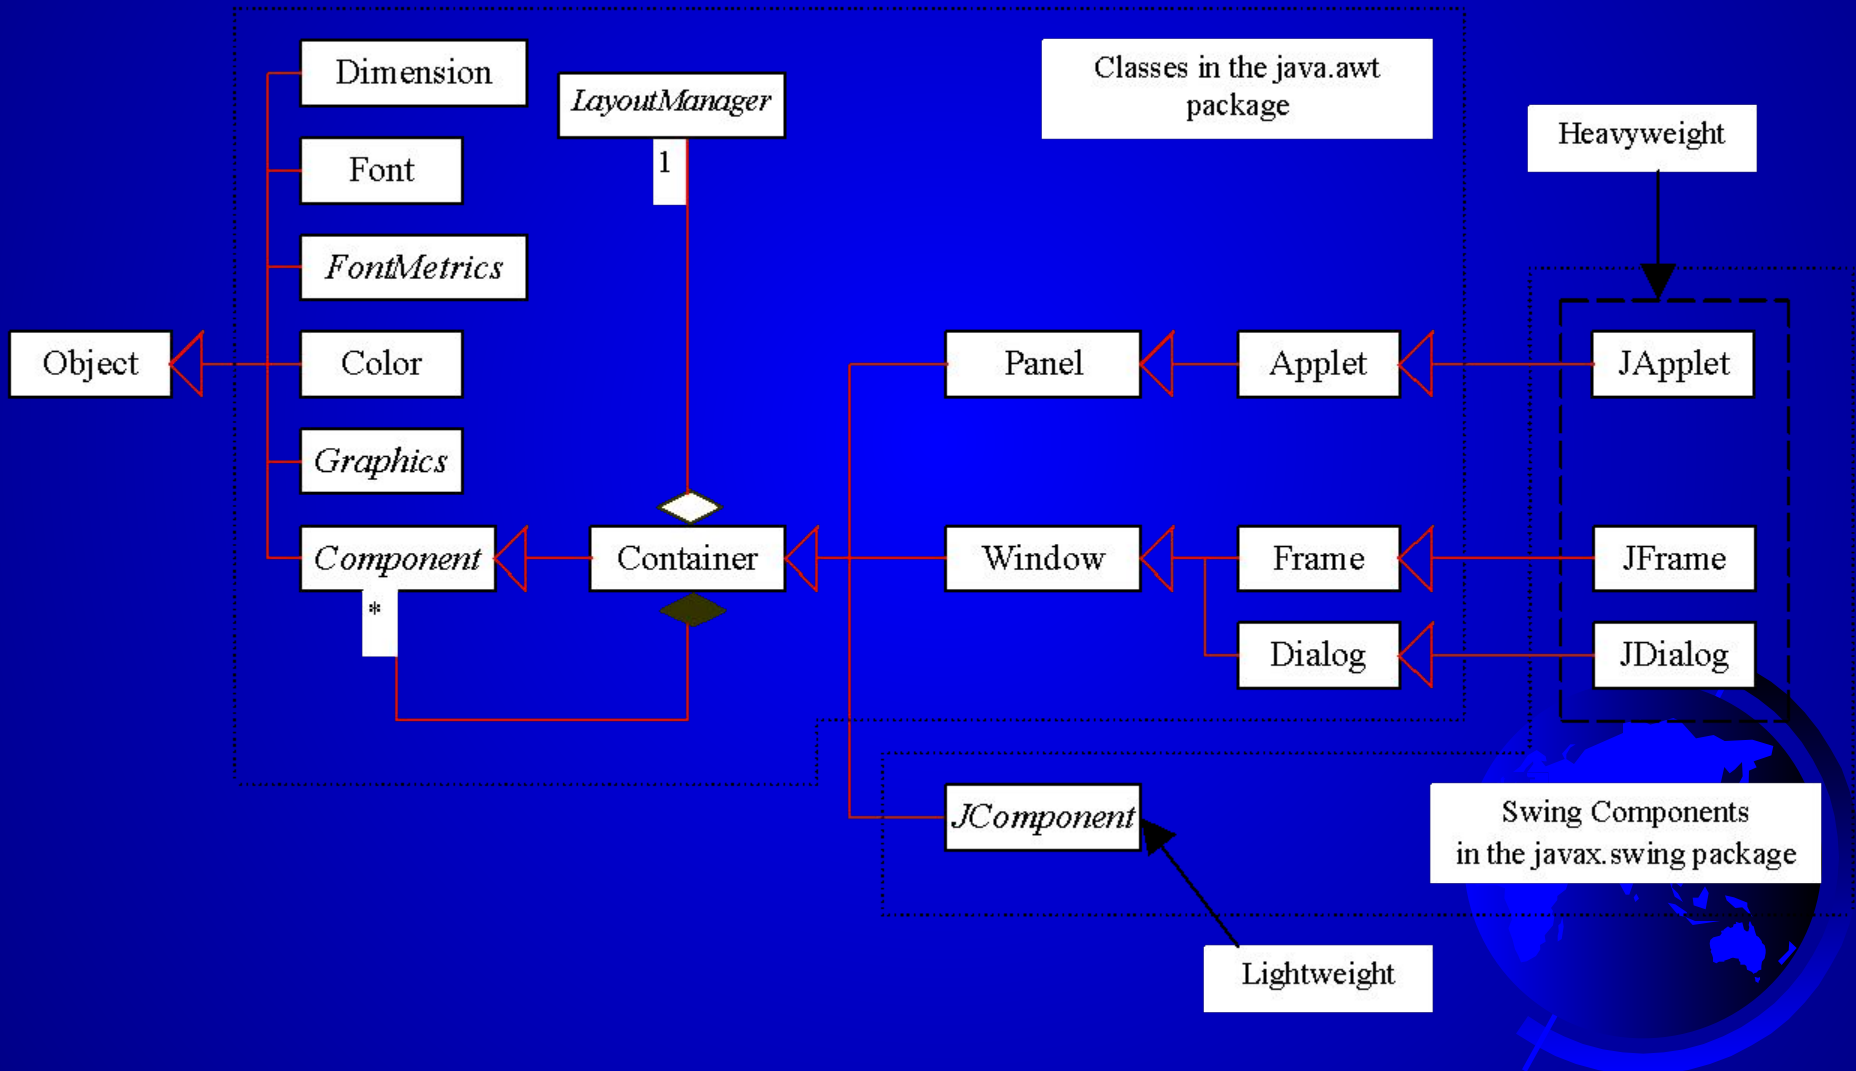 Dimension
LayoutManager
1
Classes in the java.awt
package
Heavyweight
Font
FontMetrics
Object
Color
Panel
Applet
JApplet
Graphics
Component
*
Container
Window
Frame
JFrame
Dialog
JDialog
JComponent
Swing Components
in the javax.swing package
Lightweight